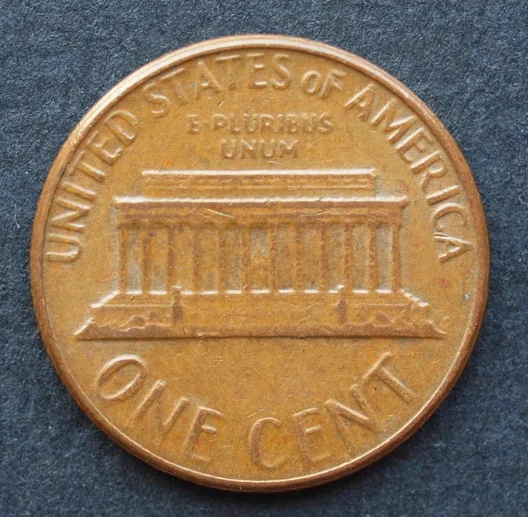 UNITED STATES OF AMERICA
E·PLURIBUS
UNUM
ONE CENT